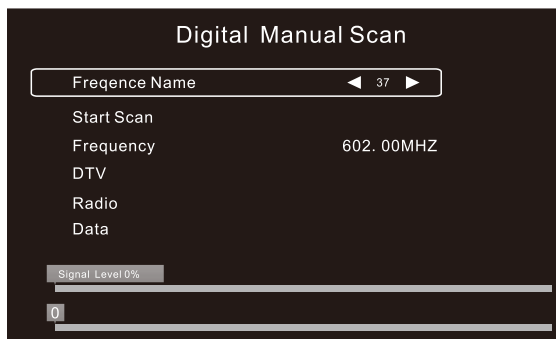 Digital Manual Scan
Freqence Name ◀ 37 ▶
Start Scan
Frequency 602. 00MHZ
DTV
Radio
Data
Signal Level 0%
0